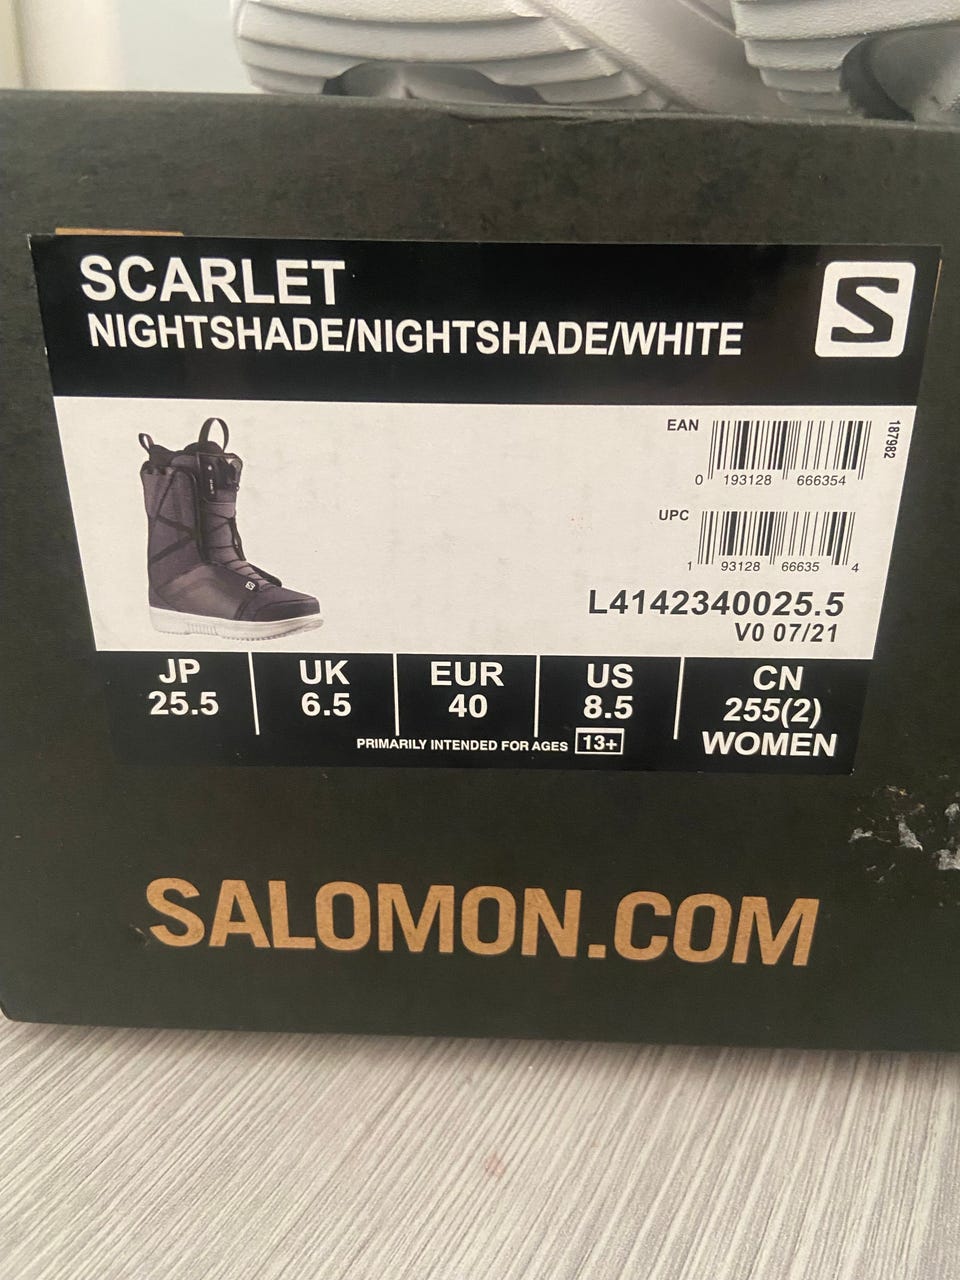 SCARLET
NIGHTSHADE/NIGHTSHADE/WHITE
S
EAN
0 193128 666354
187982
UPC
1 93128 66635 4
L4142340025.5
V0 07/21
JP UK EUR US CN
25.5 6.5 40 8.5 255(2)
PRIMARILY INTENDED FOR AGES 13+ WOMEN
SALOMON.COM